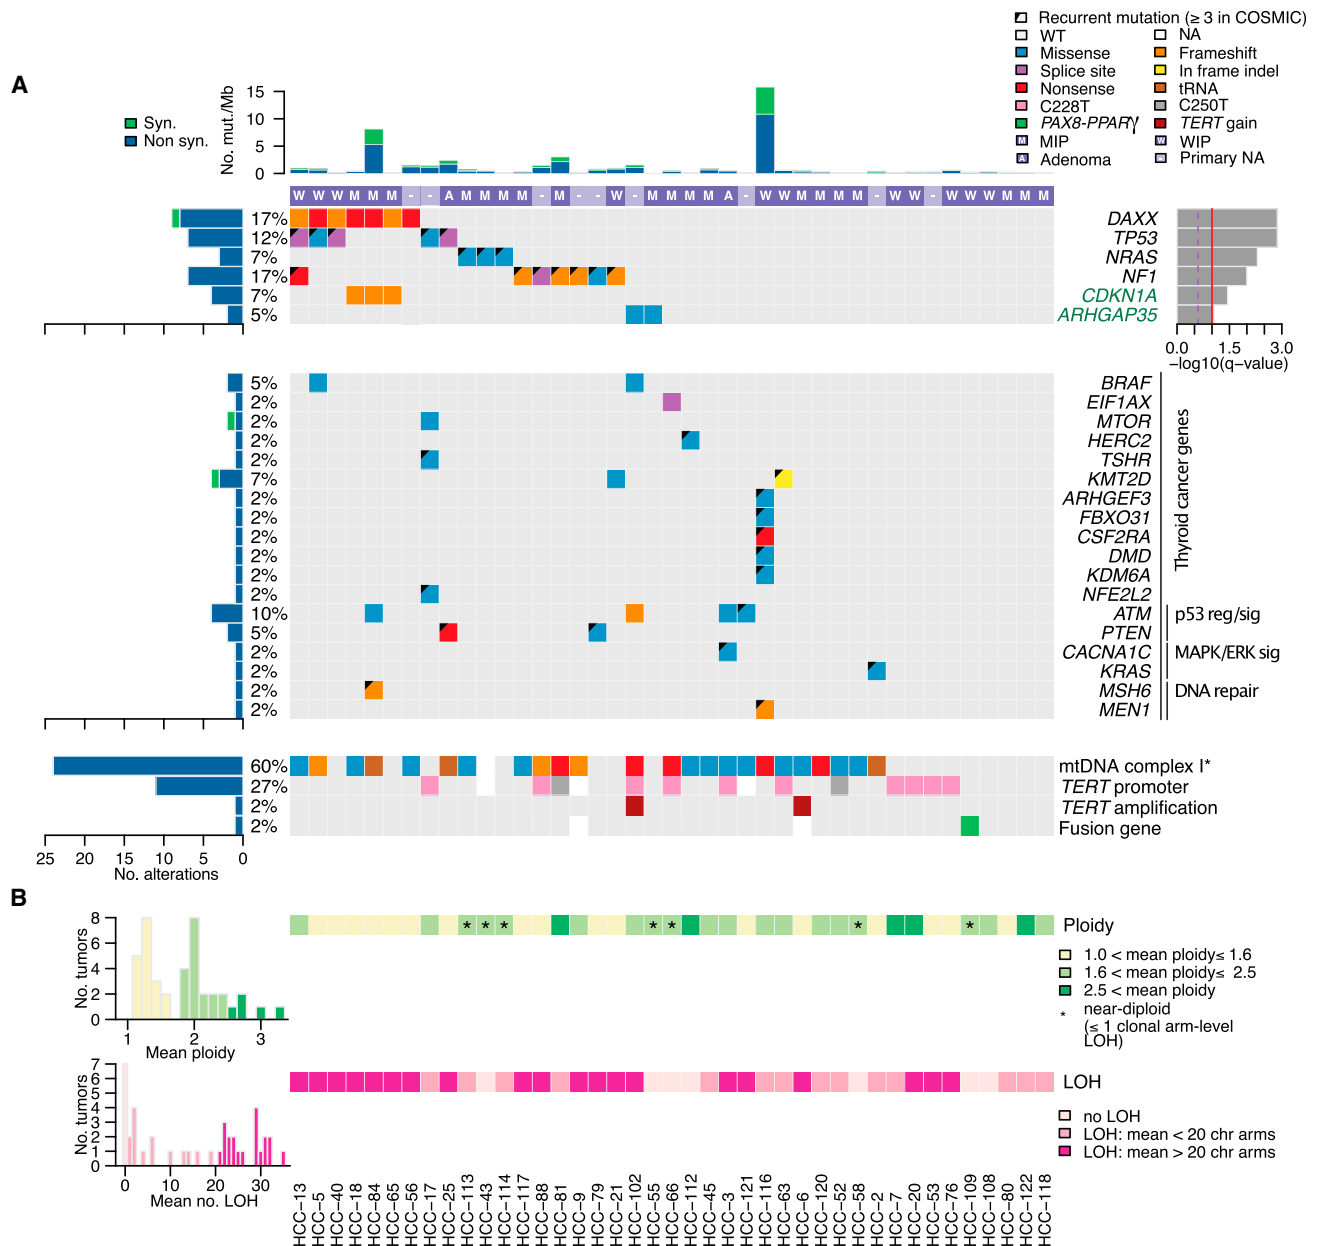 Recurrent mutation (≥ 3 in COSMIC)
WT
NA
Missense
Frameshift
Splice site
In frame indel
Nonsense
tRNA
C228T
C250T
PAX8-PPARγ
TERT gain
M MIP
W WIP
A Adenoma
- Primary NA
A
Syn.
Non syn.
No. mut./Mb
15
10
5
0
W W W M M M - - A M M M M - M - - W - M M M M A - W W M M M M - W W - W W W M M M
17% DAXX
12% TP53
7% NRAS
17% NF1
7% CDKN1A
5% ARHGAP35
0.0 1.5 3.0
−log10(q−value)
5% BRAF
2% EIF1AX
2% MTOR
2% HERC2
2% TSHR
7% KMT2D
2% ARHGEF3
2% FBXO31
2% CSF2RA
2% DMD
2% KDM6A
2% NFE2L2
Thyroid cancer genes
10% ATM
5% PTEN
p53 reg/sig
2% CACNA1C
2% KRAS
MAPK/ERK sig
2% MSH6
2% MEN1
DNA repair
60% mtDNA complex I*
27% TERT promoter
2% TERT amplification
2% Fusion gene
25 20 15 10 5 0
No. alterations
B
No. tumors
8
6
4
2
0
1 2 3
Mean ploidy
* * * * * * *
Ploidy
1.0 < mean ploidy≤ 1.6
1.6 < mean ploidy≤ 2.5
2.5 < mean ploidy
* near-diploid
(≤ 1 clonal arm-level
LOH)
No. tumors
7
6
5
4
3
2
1
0
0 10 20 30
Mean no. LOH
LOH
no LOH
LOH: mean < 20 chr arms
LOH: mean > 20 chr arms
HCC−13
HCC−5
HCC−40
HCC−18
HCC−84
HCC−65
HCC−56
HCC−17
HCC−25
HCC−113
HCC−43
HCC−114
HCC−117
HCC−88
HCC−81
HCC−9
HCC−79
HCC−21
HCC−102
HCC−55
HCC−66
HCC−112
HCC−45
HCC−3
HCC−121
HCC−116
HCC−63
HCC−6
HCC−120
HCC−52
HCC−58
HCC−2
HCC−7
HCC−20
HCC−53
HCC−76
HCC−109
HCC−108
HCC−80
HCC−122
HCC−118